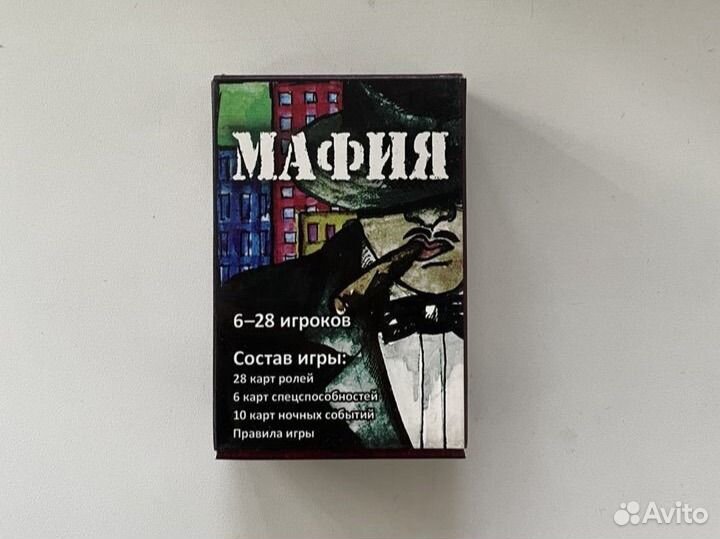 МАФИЯ
6–28 игроков
Состав игры:
28 карт ролей
6 карт спецспособностей
10 карт ночных событий
Правила игры
Avito